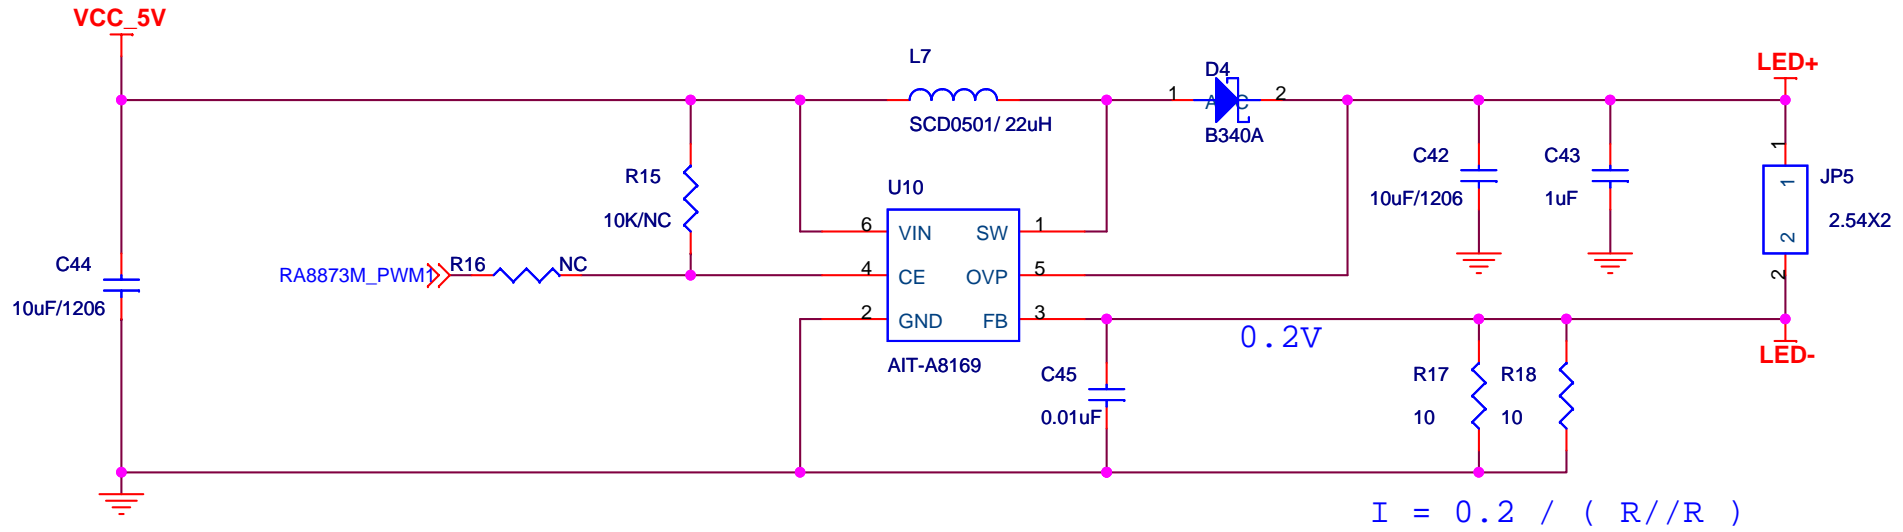 VCC_5V
L7
SCD0501/ 22uH
1
D4
A C
2
B340A
LED+
R15
10K/NC
U10
C42
10uF/1206
C43
1uF
1
1
JP5
2.54X2
2
2
6
VIN
SW
1
C44
10uF/1206
RA8873M_PWM1
R16
NC
4
CE
OVP
5
2
GND
FB
3
0.2V
LED-
AIT-A8169
C45
0.01uF
R17
10
R18
10
I = 0.2 / ( R//R )